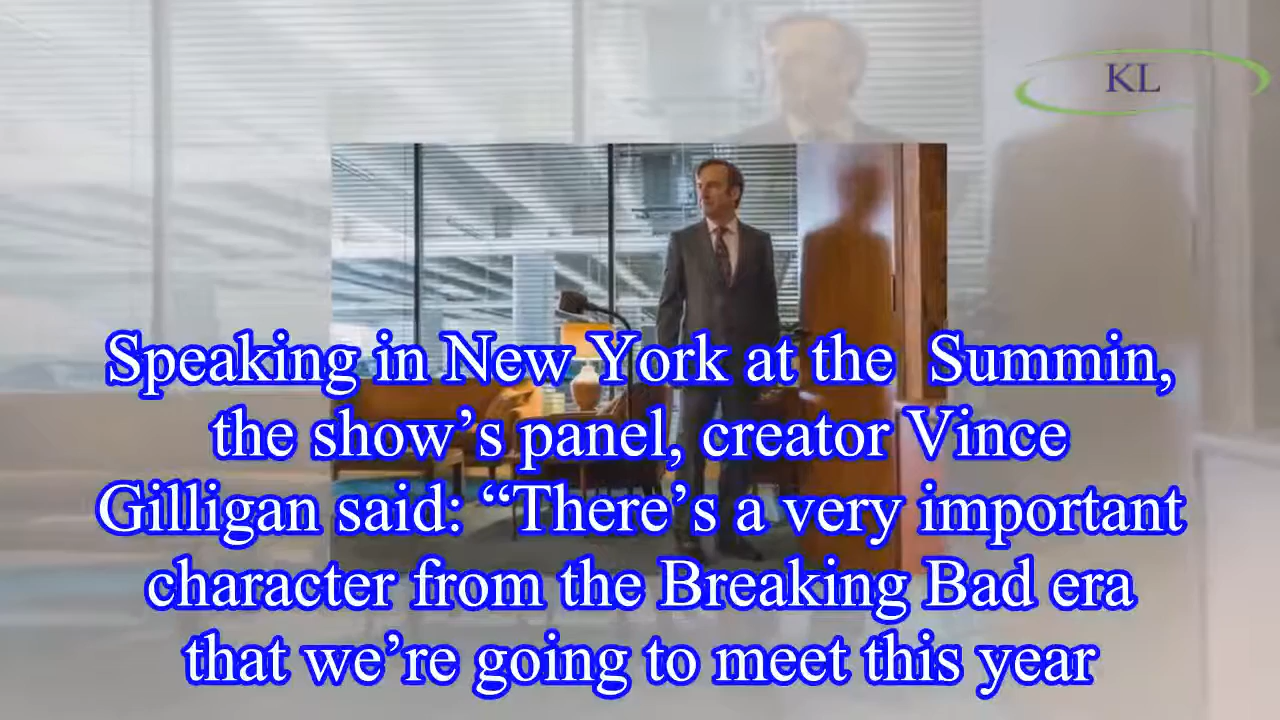 KL
Speaking in New York at the  Summin,
the show’s panel, creator Vince
Gilligan said: “There’s a very important
character from the Breaking Bad era
that we’re going to meet this year